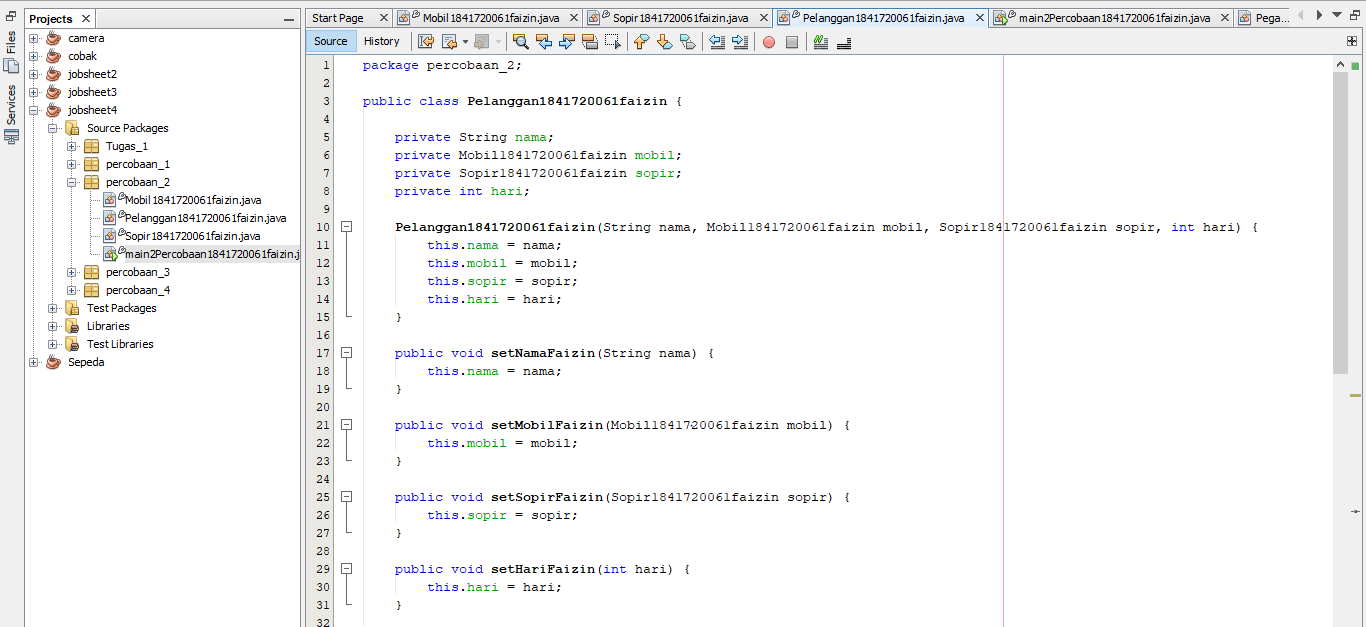 Projects
Files
Services
camera
cobak
jobsheet2
jobsheet3
jobsheet4
Source Packages
Tugas_1
percobaan_1
percobaan_2
Mobil1841720061faizin.java
Pelanggan1841720061faizin.java
Sopir1841720061faizin.java
main2Percobaan1841720061faizin.j
percobaan_3
percobaan_4
Test Packages
Libraries
Test Libraries
Sepeda
Start Page Mobil1841720061faizin.java Sopir1841720061faizin.java Pelanggan1841720061faizin.java main2Percobaan1841720061faizin.java Pega...
Source History
1 package percobaan_2;
2
3 public class Pelanggan1841720061faizin {
4
5 private String nama;
6 private Mobil1841720061faizin mobil;
7 private Sopir1841720061faizin sopir;
8 private int hari;
9
10 Pelanggan1841720061faizin(String nama, Mobil1841720061faizin mobil, Sopir1841720061faizin sopir, int hari) {
11 this.nama = nama;
12 this.mobil = mobil;
13 this.sopir = sopir;
14 this.hari = hari;
15 }
16
17 public void setNamaFaizin(String nama) {
18 this.nama = nama;
19 }
20
21 public void setMobilFaizin(Mobil1841720061faizin mobil) {
22 this.mobil = mobil;
23 }
24
25 public void setSopirFaizin(Sopir1841720061faizin sopir) {
26 this.sopir = sopir;
27 }
28
29 public void setHariFaizin(int hari) {
30 this.hari = hari;
31 }
32